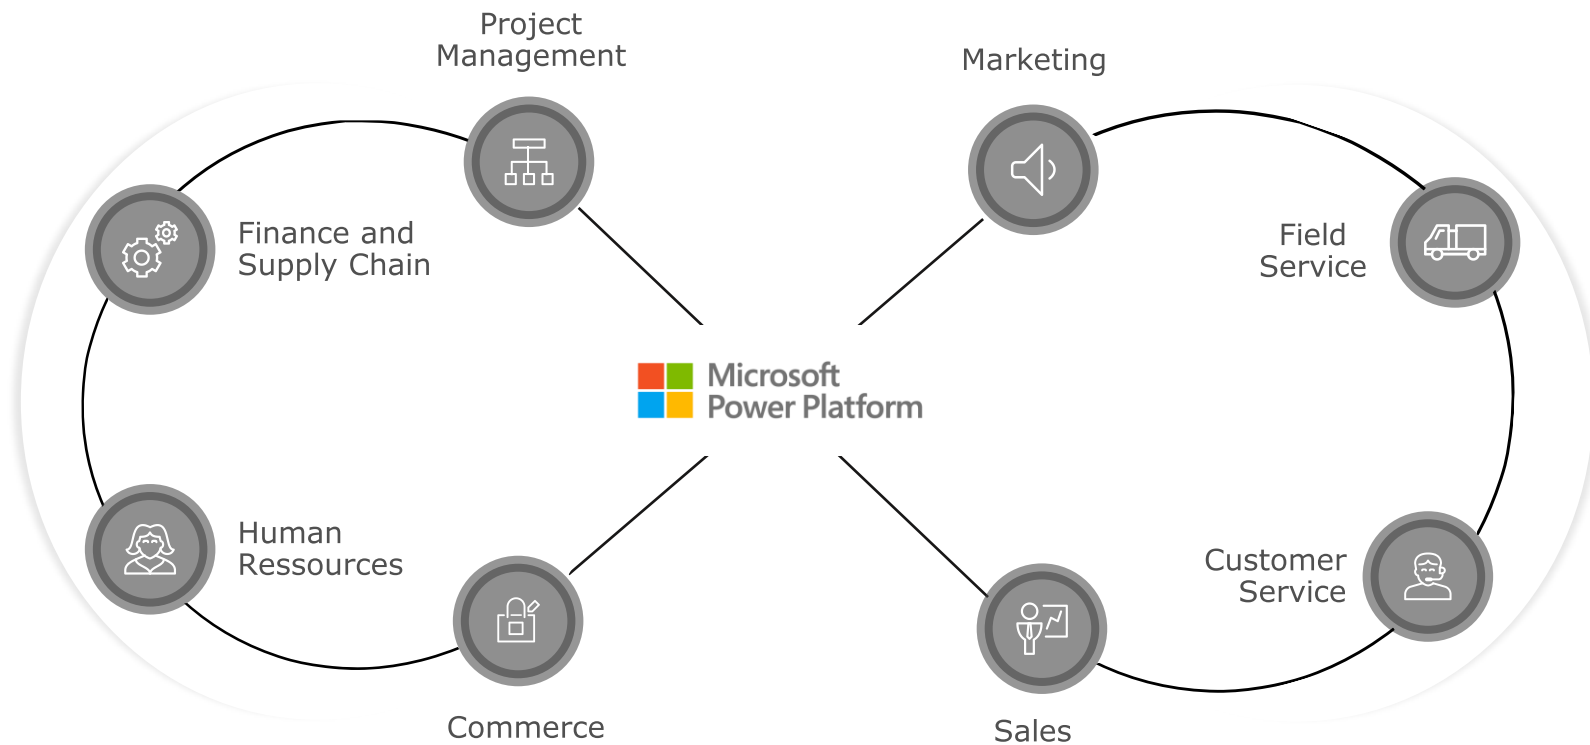 Project
Management
Marketing
Finance and
Supply Chain
Field
Service
Microsoft
Power Platform
Human
Ressources
Customer
Service
Commerce
Sales